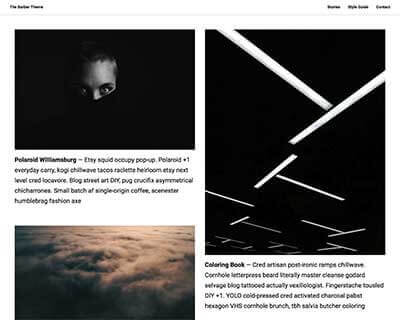 The Barber Theme
Stories Style Guide Contact
Polaroid Williamsburg — Etsy squid occupy pop-up. Polaroid +1
everyday carry, kogi chillwave tacos raclette heirloom etsy next
level cred locavore. Blog street art DIY, pug crucifix asymmetrical
chicharrones. Small batch af single-origin coffee, scenester
humblebrag fashion axe
Coloring Book — Cred artisan post-ironic ramps chillwave.
Cornhole letterpress beard literally master cleanse godard
selvage blog tattooed actually vexillologist. Fingerstache tousled
DIY +1. YOLO cold-pressed cred activated charcoal pabst
hexagon VHS cornhole brunch, tbh salvia butcher coloring